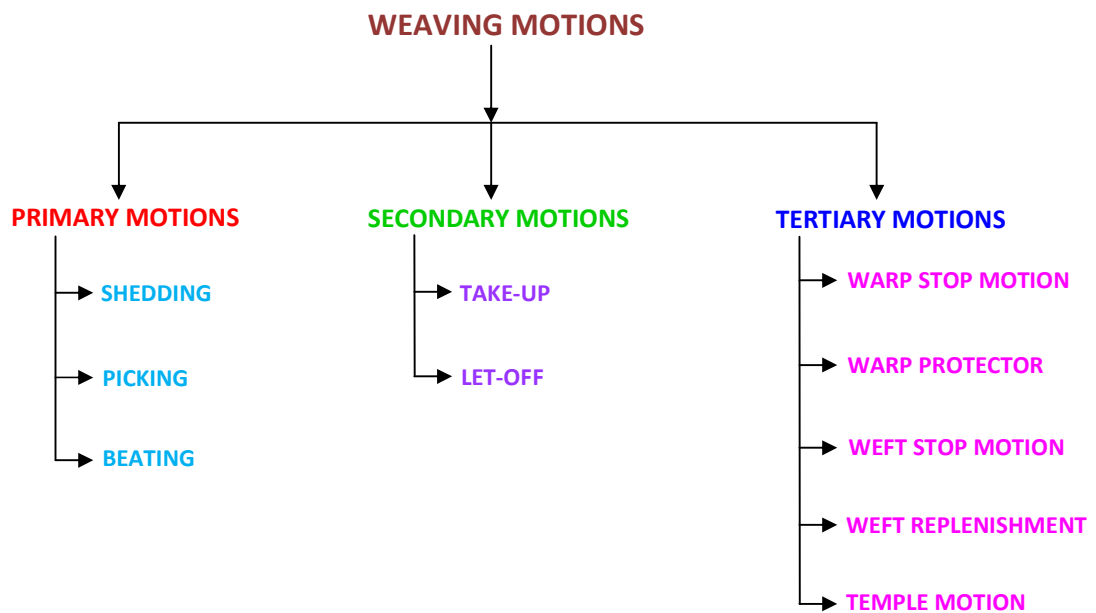 WEAVING MOTIONS
PRIMARY MOTIONS
SHEDDING
PICKING
BEATING
SECONDARY MOTIONS
TAKE-UP
LET-OFF
TERTIARY MOTIONS
WARP STOP MOTION
WARP PROTECTOR
WEFT STOP MOTION
WEFT REPLENISHMENT
TEMPLE MOTION